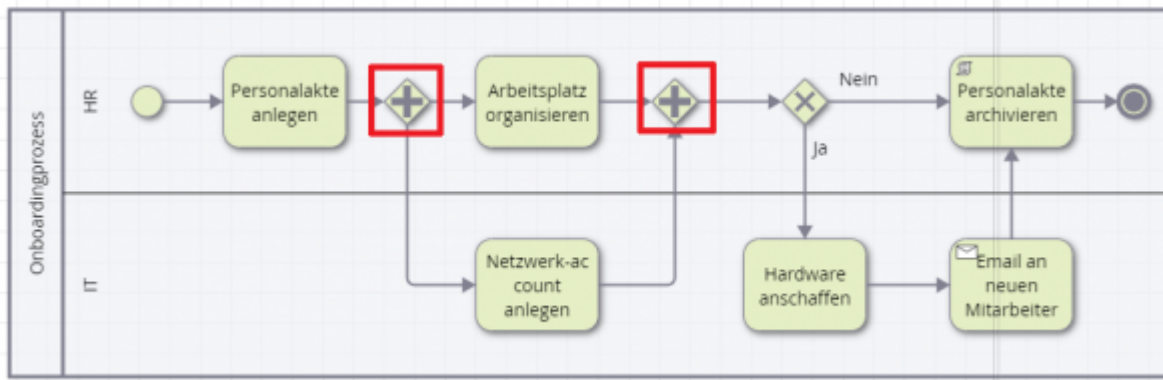 Onboardingprozess
HR
Personalakte
anlegen
Arbeitsplatz
organisieren
Nein
Ja
Personalakte
archivieren
IT
Netzwerk-ac
count
anlegen
Hardware
anschaffen
Email an
neuen
Mitarbeiter